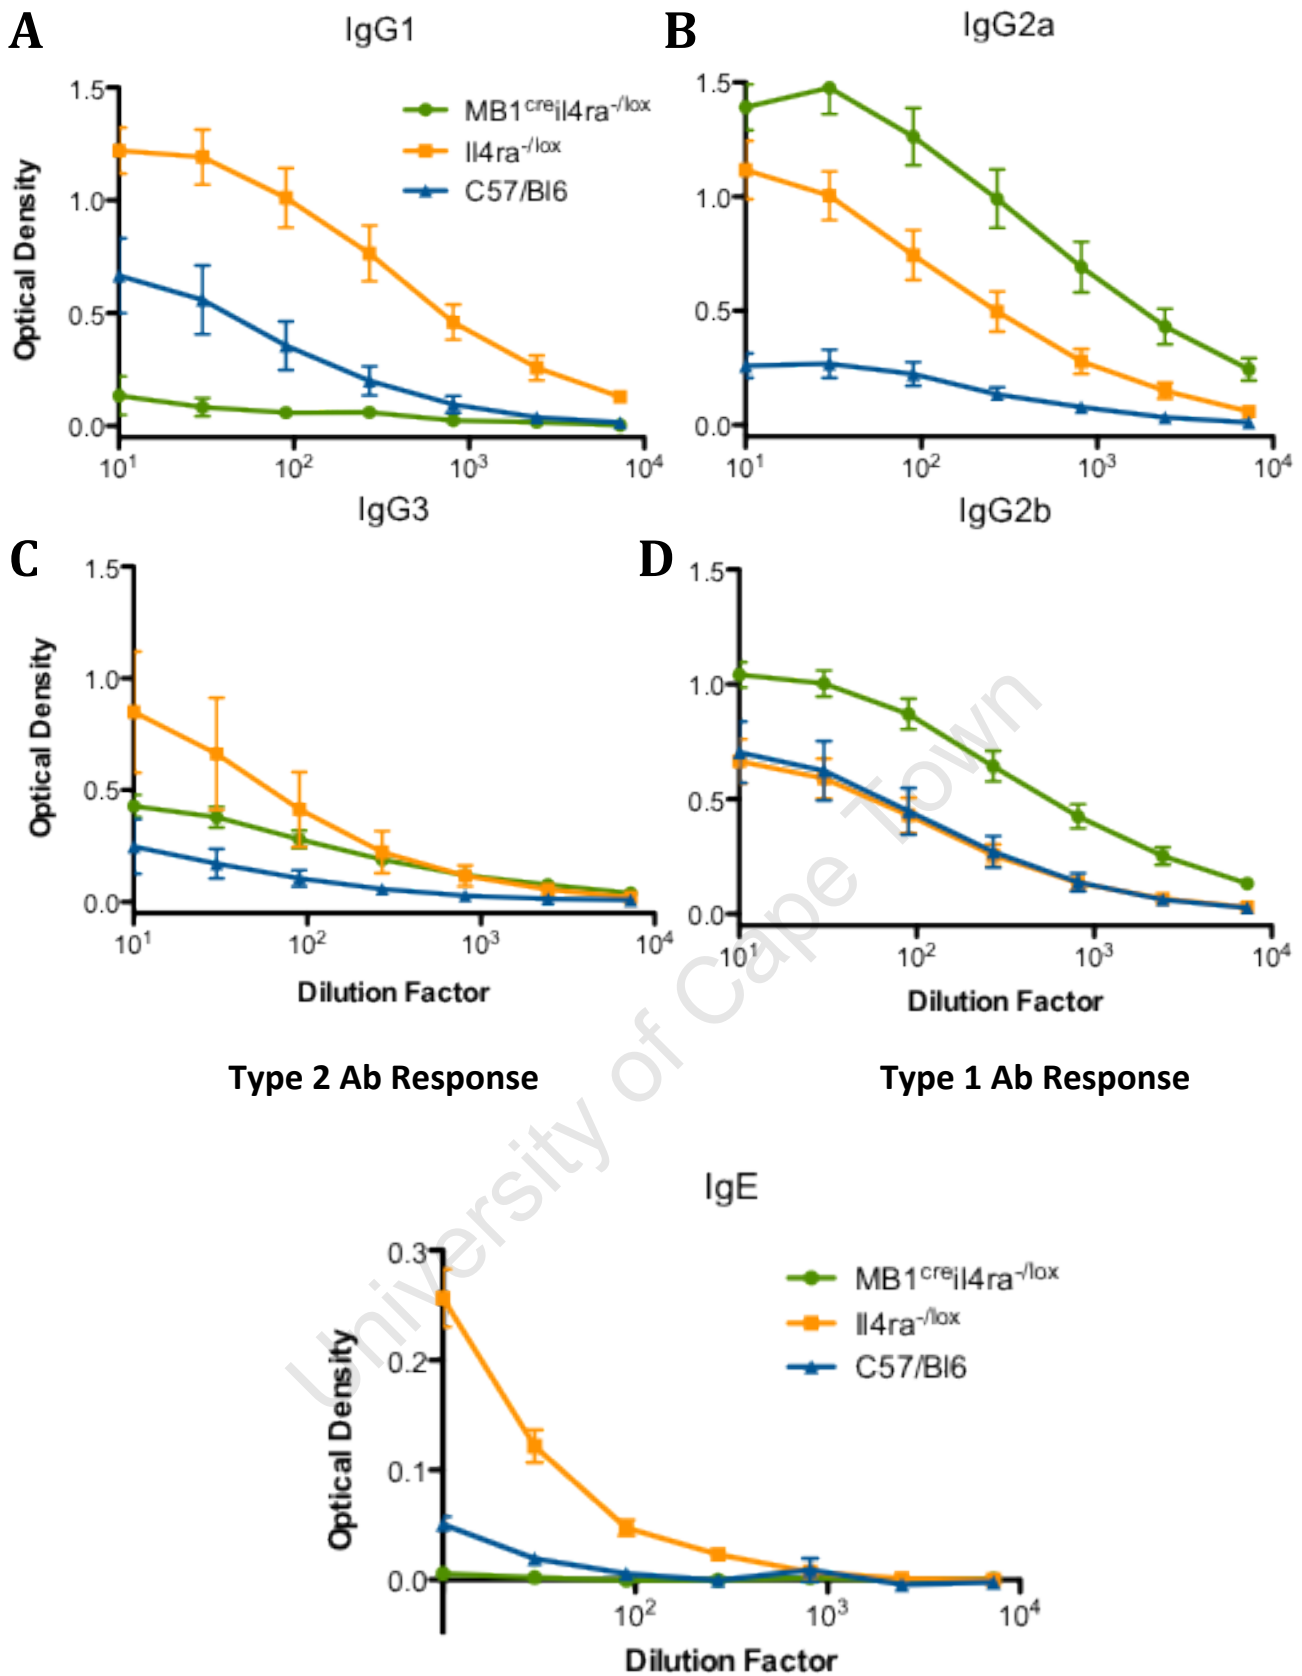 A
IgG1
1.5
1.0
0.5
0.0
10¹
10²
10³
10⁴
Optical Density
MB1ᶜʳᵉil4ra⁻/ˡᵒˣ
Il4ra⁻/ˡᵒˣ
C57/Bl6
B
IgG2a
1.5
1.0
0.5
0.0
10¹
10²
10³
10⁴
C
IgG3
1.5
1.0
0.5
0.0
10¹
10²
10³
10⁴
Optical Density
Dilution Factor
D
IgG2b
1.5
1.0
0.5
0.0
10¹
10²
10³
10⁴
Dilution Factor
Type 2 Ab Response
Type 1 Ab Response
IgE
0.3
0.2
0.1
0.0
10²
10³
10⁴
Optical Density
Dilution Factor
MB1ᶜʳᵉil4ra⁻/ˡᵒˣ
Il4ra⁻/ˡᵒˣ
C57/Bl6
University of Cape Town